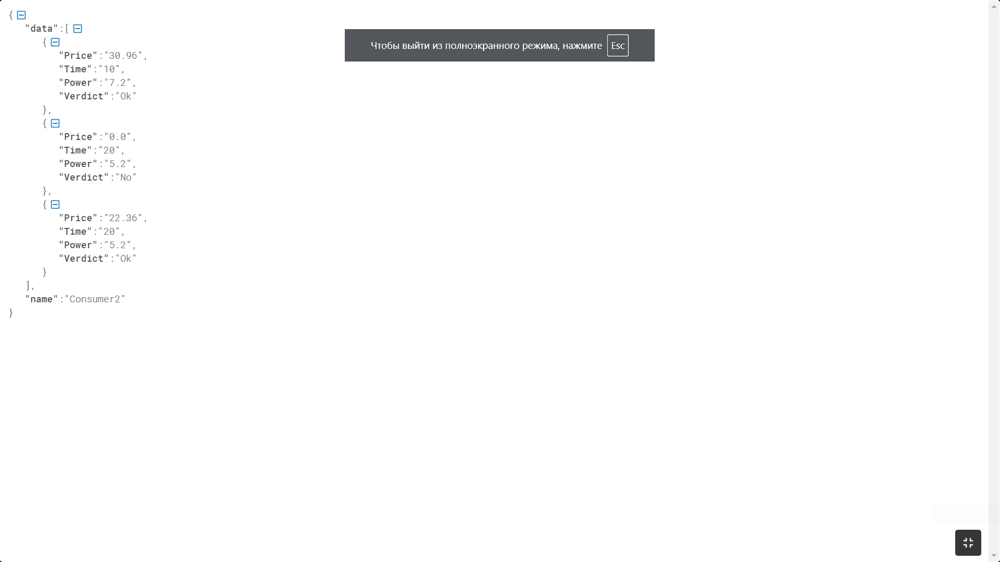 {
"data":[
{
"Price":"30.96",
"Time":"10",
"Power":"7.2",
"Verdict":"Ok"
},
{
"Price":"0.0",
"Time":"20",
"Power":"5.2",
"Verdict":"No"
},
{
"Price":"22.36",
"Time":"20",
"Power":"5.2",
"Verdict":"Ok"
}
],
"name":"Consumer2"
}
Чтобы выйти из полноэкранного режима, нажмите Esc